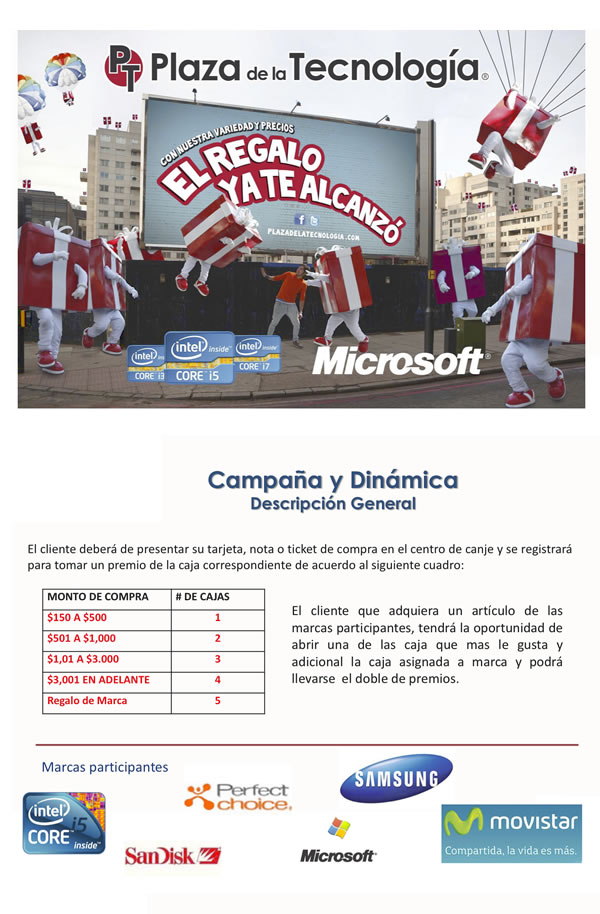 PT Plaza de la Tecnología®
CON NUESTRA VARIEDAD Y PRECIOS
EL REGALO
YA TE ALCANZÓ
PLAZADELATECNOLOGIA.COM
intel inside™ CORE i3
intel inside™ CORE i5
intel inside™ CORE i7
Microsoft®
Campaña y Dinámica
Descripción General
El cliente deberá de presentar su tarjeta, nota o ticket de compra en el centro de canje y se registrará
para tomar un premio de la caja correspondiente de acuerdo al siguiente cuadro:
MONTO DE COMPRA # DE CAJAS
$150 A $500 1
$501 A $1,000 2
$1,01 A $3.000 3
$3,001 EN ADELANTE 4
Regalo de Marca 5
El cliente que adquiera un artículo de las
marcas participantes, tendrá la oportunidad de
abrir una de las caja que mas le gusta y
adicional la caja asignada a marca y podrá
llevarse el doble de premios.
Marcas participantes
intel CORE i5 inside™
Perfect
choice®
SAMSUNG
SanDisk
Microsoft®
movistar
Compartida, la vida es más.